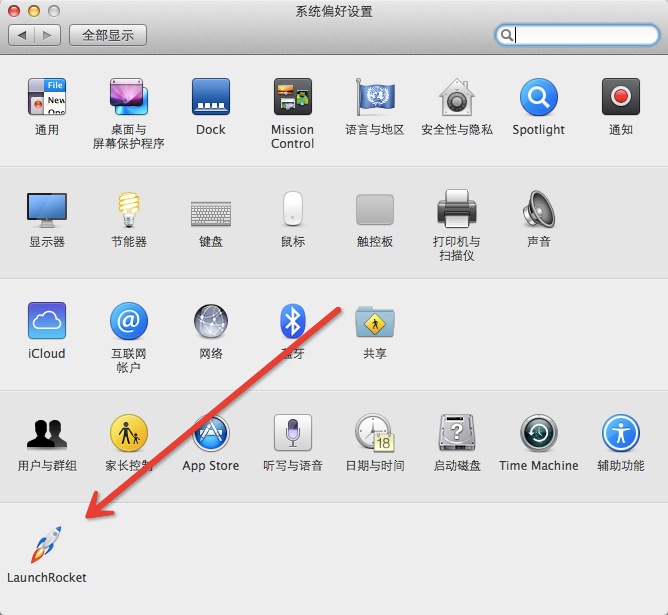 系统偏好设置
全部显示
File
New
通用
桌面与
屏幕保护程序
Dock
Mission
Control
语言与地区
安全性与隐私
Spotlight
通知
显示器
节能器
键盘
鼠标
触控板
打印机与
扫描仪
声音
iCloud
互联网
帐户
网络
蓝牙
共享
18
用户与群组
家长控制
App Store
听写与语音
日期与时间
启动磁盘
Time Machine
辅助功能
LaunchRocket